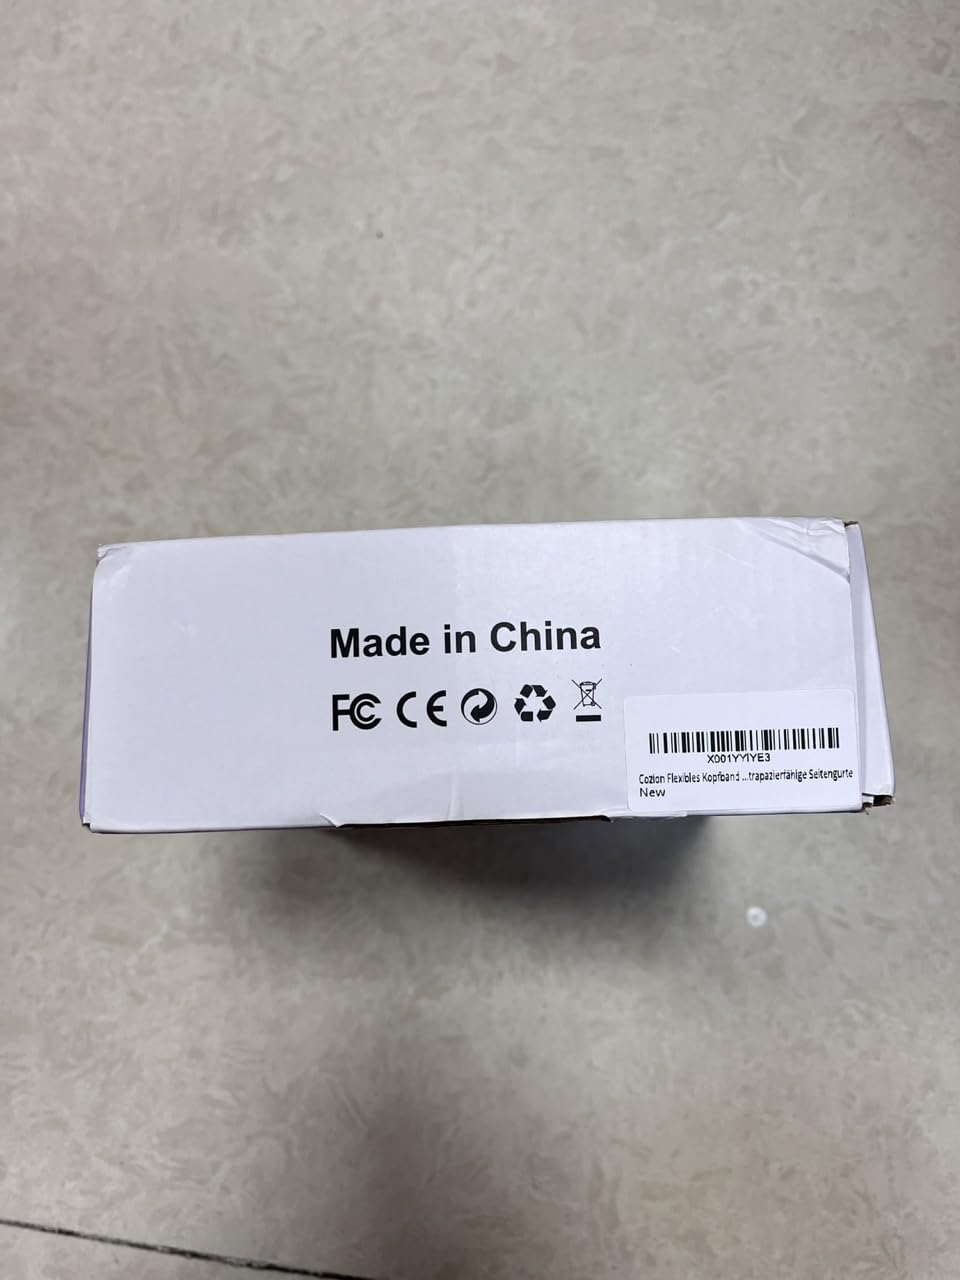 Made in China
FC CE
X001YYIYE3
Cozion Flexibles Kopfband ...trapazierfähige Seitengurte
New